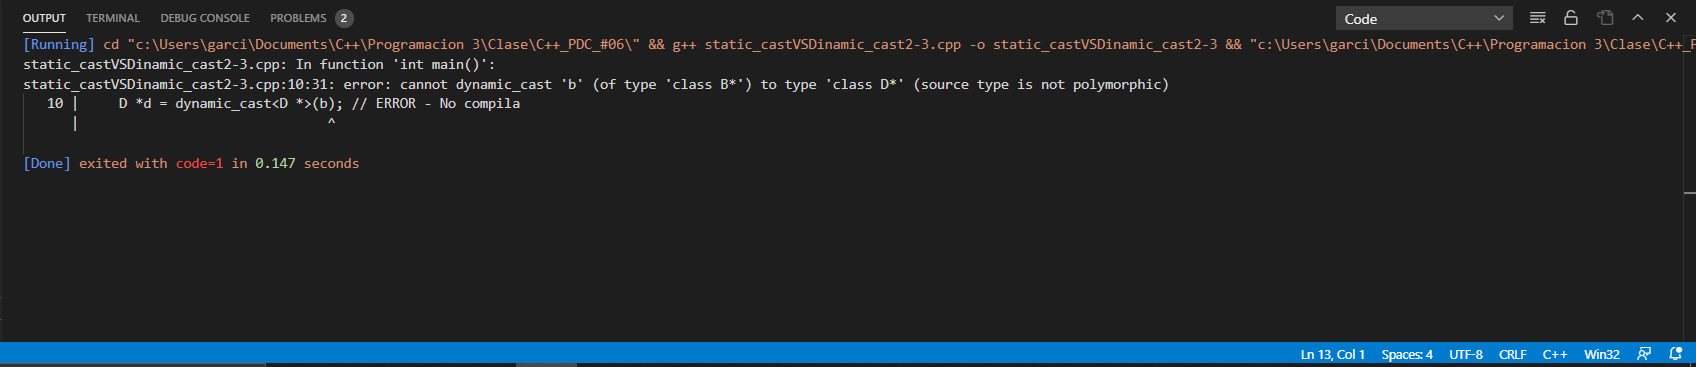 OUTPUT TERMINAL DEBUG CONSOLE PROBLEMS 2 Code
[Running] cd "c:\Users\garci\Documents\C++\Programacion 3\Clase\C++_PDC_#06\" && g++ static_castVSDinamic_cast2-3.cpp -o static_castVSDinamic_cast2-3 && "c:\Users\garci\Documents\C++\Programacion 3\Clase\C++_P
static_castVSDinamic_cast2-3.cpp: In function 'int main()':
static_castVSDinamic_cast2-3.cpp:10:31: error: cannot dynamic_cast 'b' (of type 'class B*') to type 'class D*' (source type is not polymorphic)
   10 |     D *d = dynamic_cast<D *>(b); // ERROR - No compila
      |                               ^
[Done] exited with code=1 in 0.147 seconds
Ln 13, Col 1 Spaces: 4 UTF-8 CRLF C++ Win32